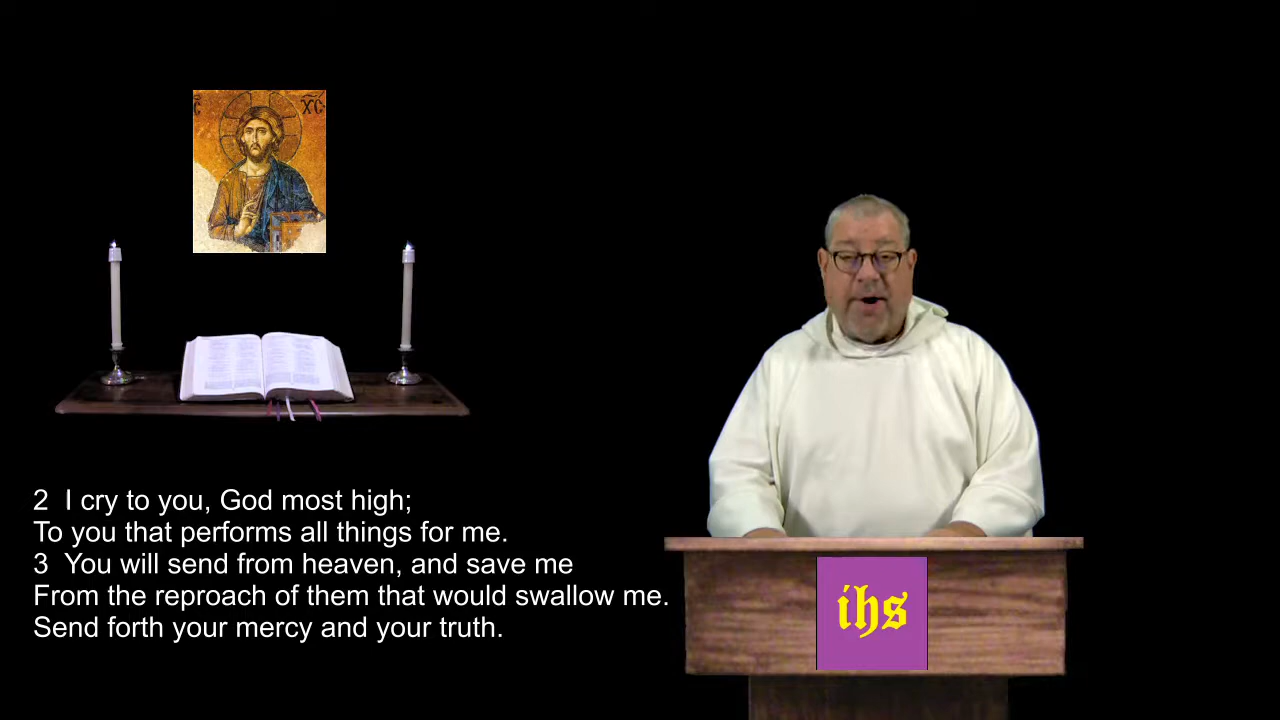 XC
2 I cry to you, God most high;
To you that performs all things for me.
3 You will send from heaven, and save me
From the reproach of them that would swallow me.
Send forth your mercy and your truth.
ihs